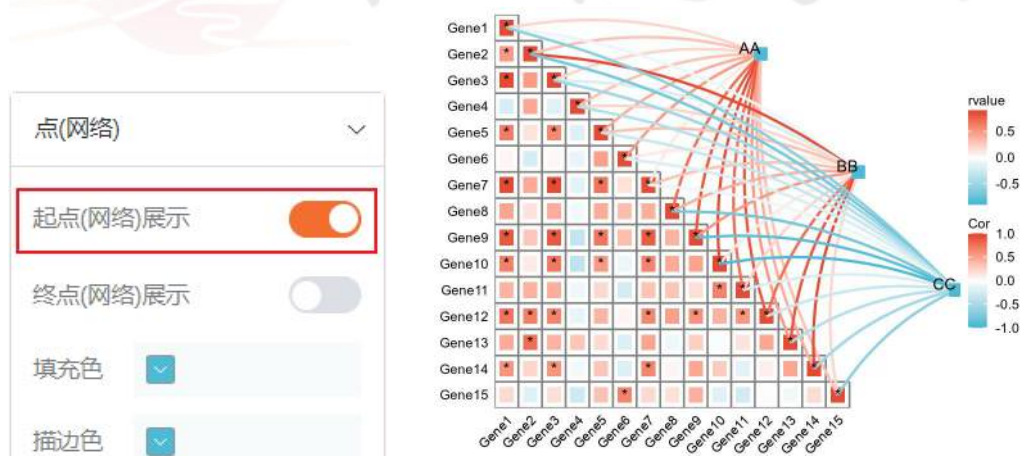 点(网络)
起点(网络)展示
终点(网络)展示
填充色
描边色
Gene1
Gene2
Gene3
Gene4
Gene5
Gene6
Gene7
Gene8
Gene9
Gene10
Gene11
Gene12
Gene13
Gene14
Gene15
Gene1 Gene2 Gene3 Gene4 Gene5 Gene6 Gene7 Gene8 Gene9 Gene10 Gene11 Gene12 Gene13 Gene14 Gene15
AA
BB
CC
rvalue
0.5
0.0
-0.5
Cor
1.0
0.5
0.0
-0.5
-1.0